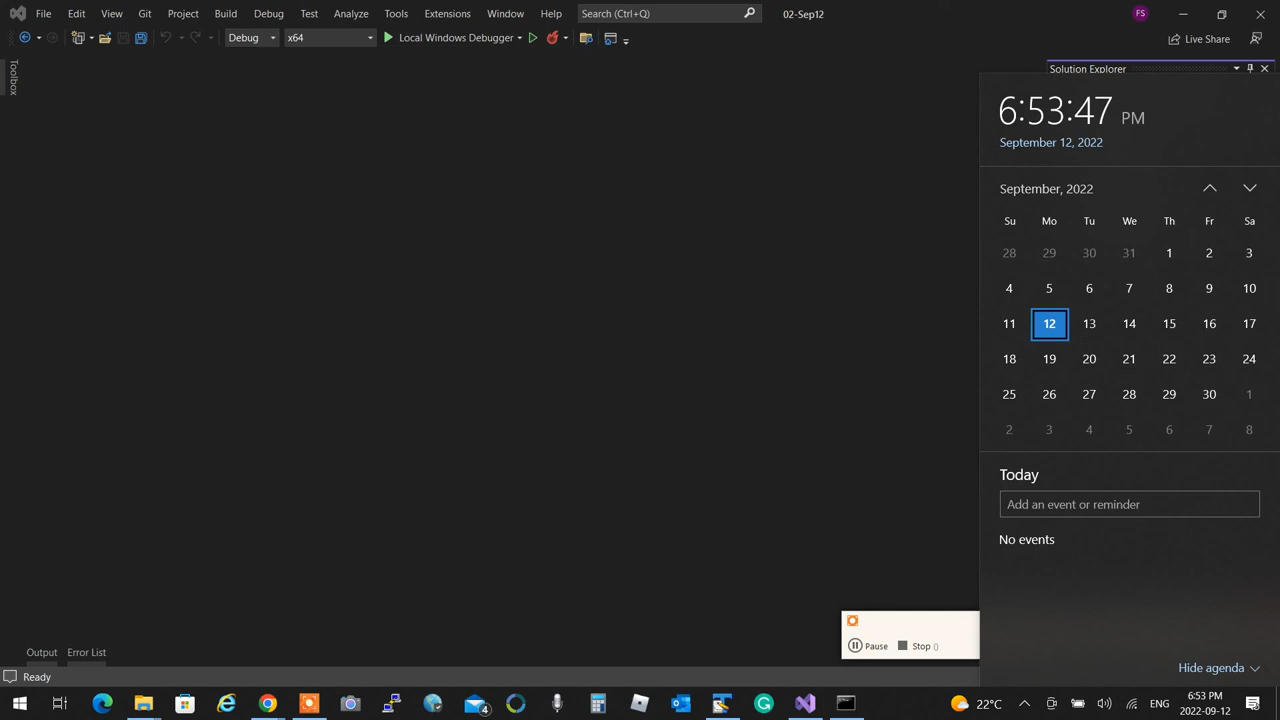 File Edit View Git Project Build Debug Test Analyze Tools Extensions Window Help Search (Ctrl+Q) 02-Sep12 FS
Debug x64 Local Windows Debugger Live Share
Toolbox
Solution Explorer
6:53:47 PM
September 12, 2022
September, 2022
Su Mo Tu We Th Fr Sa
28 29 30 31 1 2 3
4 5 6 7 8 9 10
11 12 13 14 15 16 17
18 19 20 21 22 23 24
25 26 27 28 29 30 1
2 3 4 5 6 7 8
Today
Add an event or reminder
No events
Pause Stop ()
Output Error List
Hide agenda
Ready
4 22°C ENG 6:53 PM
2022-09-12